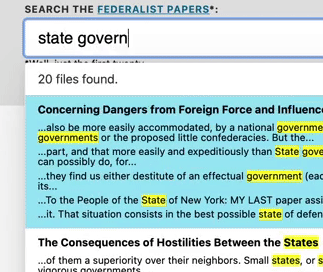 SEARCH THE FEDERALIST PAPERS*:
state govern
*Well, just the first twenty
20 files found.
Concerning Dangers from Foreign Force and Influence
...also be more easily accommodated, by a national
governments or the proposed little confederacies. But the...
...part, and that more easily and expeditiously than State
can possibly do, for...
...they find us either destitute of an effectual government
its...
...To the People of the State of New York: MY LAST paper
...it. That situation consists in the best possible state of
The Consequences of Hostilities Between the States
...of them a superiority over their neighbors. Small states, or
vigorous governments